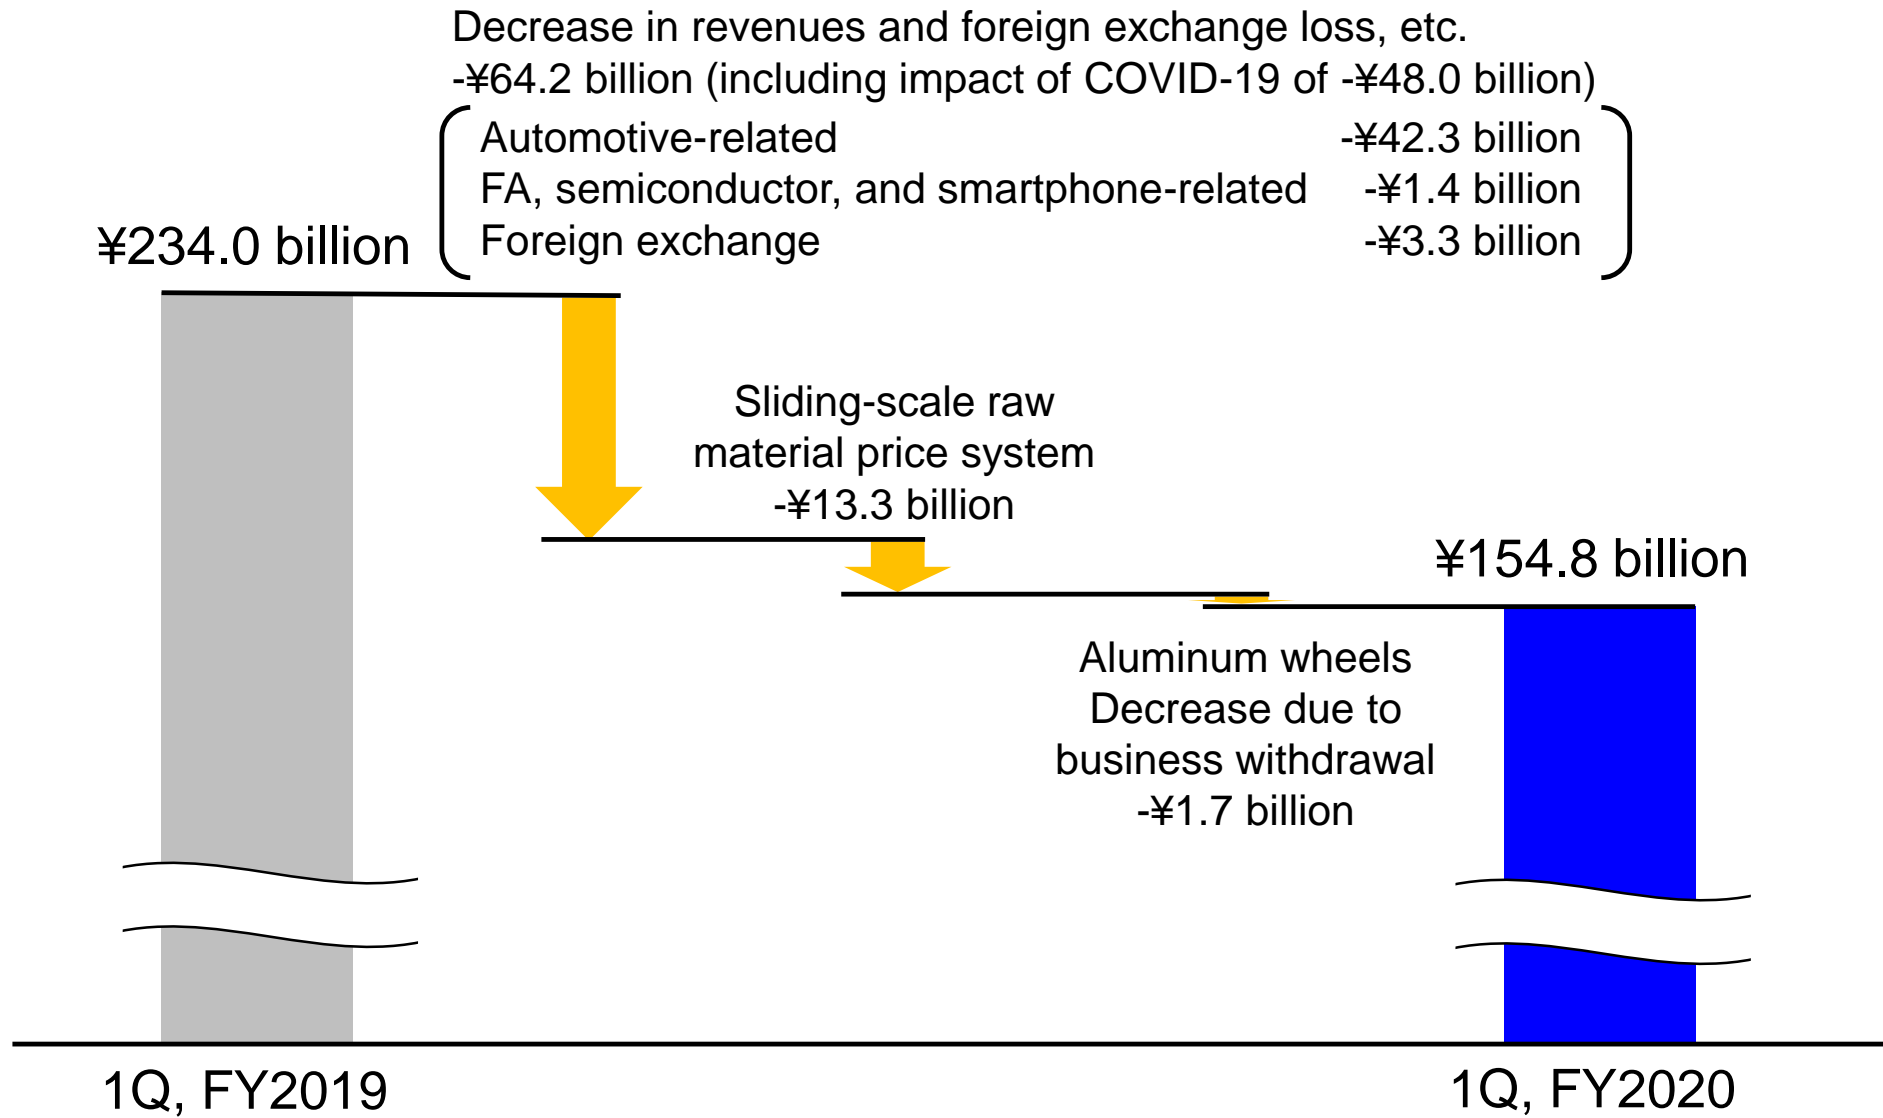 Decrease in revenues and foreign exchange loss, etc.
-¥64.2 billion (including impact of COVID-19 of -¥48.0 billion)
Automotive-related -¥42.3 billion
FA, semiconductor, and smartphone-related -¥1.4 billion
Foreign exchange -¥3.3 billion
¥234.0 billion
Sliding-scale raw
material price system
-¥13.3 billion
¥154.8 billion
Aluminum wheels
Decrease due to
business withdrawal
-¥1.7 billion
1Q, FY2019
1Q, FY2020